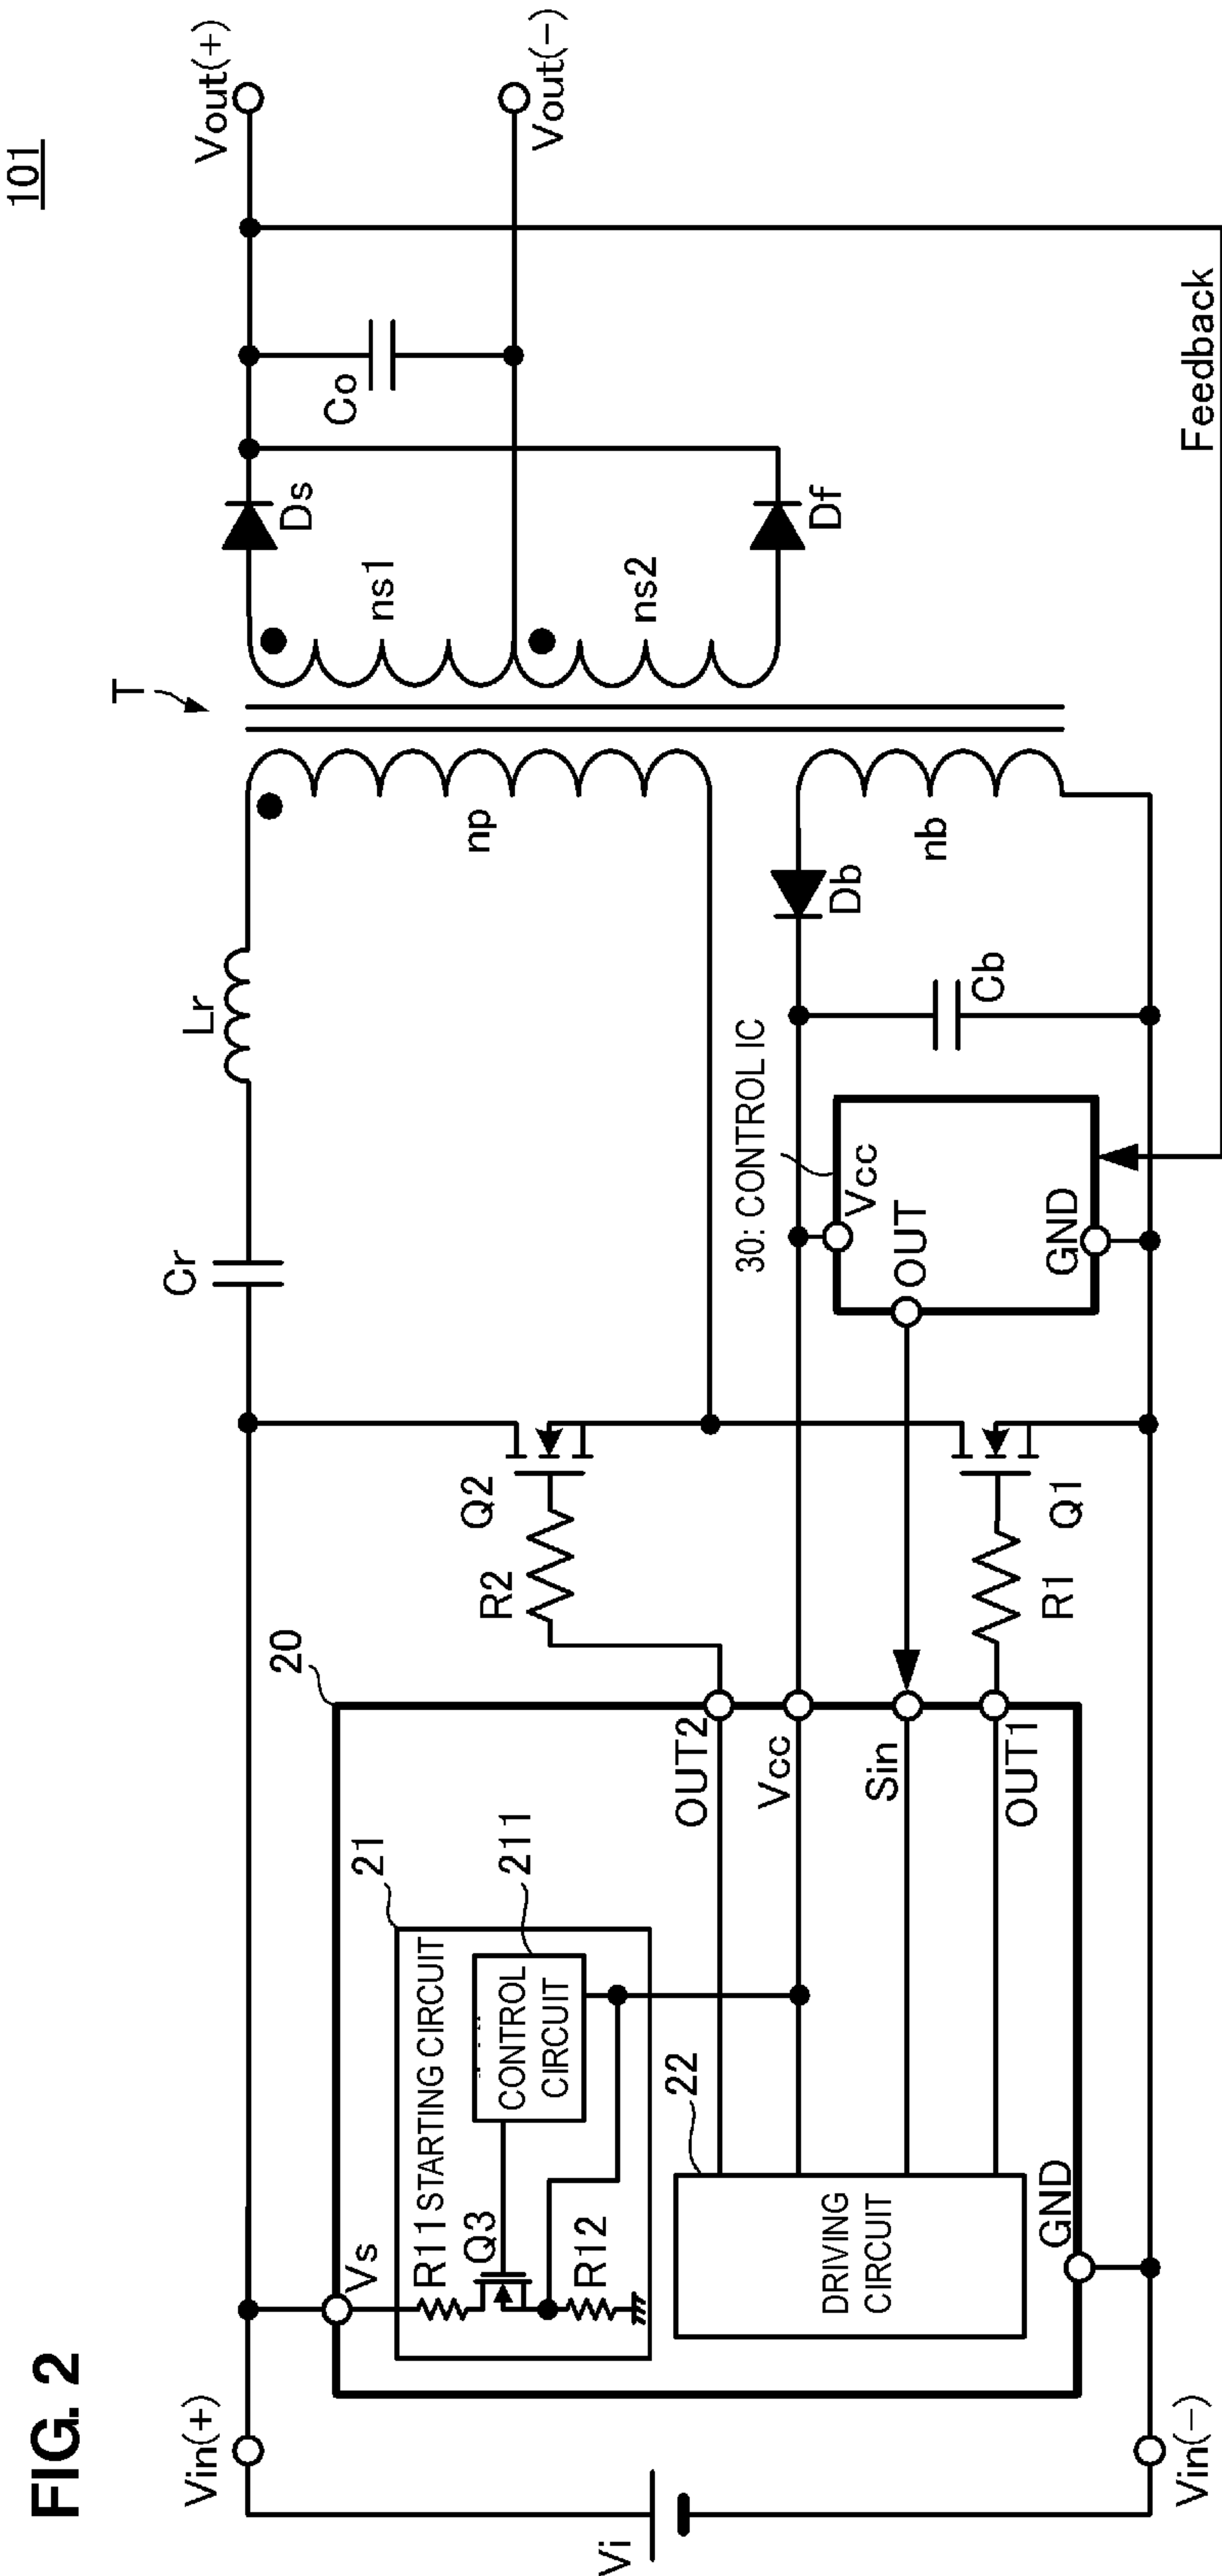 FIG. 2
101
Vin(+)
Vi
Vin(−)
20
Vs
21
R11
STARTING CIRCUIT
Q3
CONTROL
CIRCUIT
211
R12
22
DRIVING
CIRCUIT
GND
OUT2
Vcc
Sin
OUT1
R2
Q2
R1
Q1
Cr
Lr
30: CONTROL IC
Vcc
OUT
GND
Cb
Db
np
nb
T
ns1
ns2
Ds
Df
Co
Vout(+)
Vout(−)
Feedback